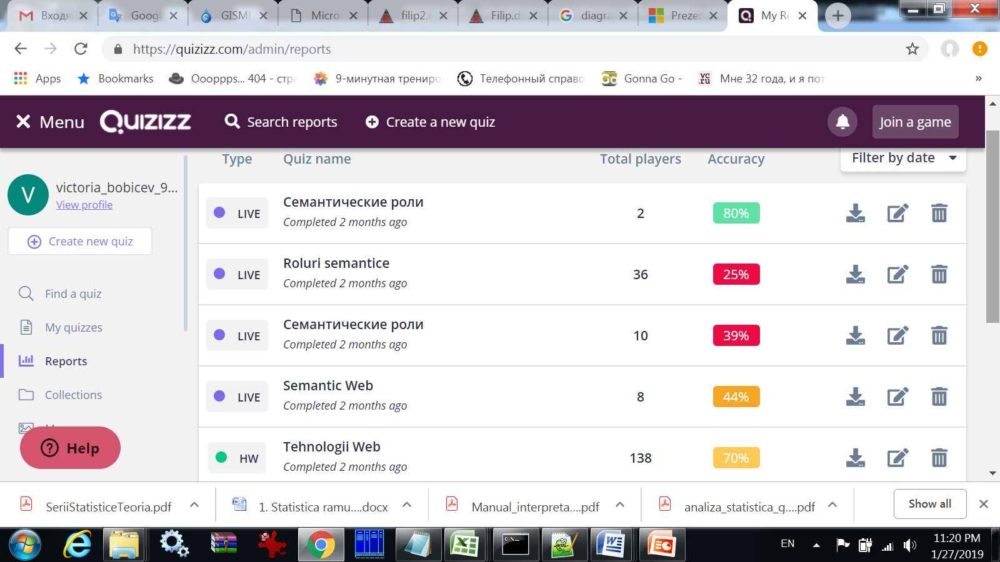 Входя
Googl
GISME
Micro
filip2.c
Filip.d
diagra
Prezer
My Re
https://quizizz.com/admin/reports
Apps
Bookmarks
Oooppps... 404 - стра
9-минутная трениро
Телефонный справо
Gonna Go -
Мне 32 года, и я пот
»
Menu
QUIZIZZ
Search reports
Create a new quiz
Join a game
Type
Quiz name
Total players
Accuracy
Filter by date
V
victoria_bobicev_9...
View profile
Create new quiz
Find a quiz
My quizzes
Reports
Collections
Help
LIVE
Семантические роли
Completed 2 months ago
2
80%
LIVE
Roluri semantice
Completed 2 months ago
36
25%
LIVE
Семантические роли
Completed 2 months ago
10
39%
LIVE
Semantic Web
Completed 2 months ago
8
44%
HW
Tehnologii Web
Completed 2 months ago
138
70%
SeriiStatisticeTeoria.pdf
1. Statistica ramu....docx
Manual_interpreta....pdf
analiza_statistica_g....pdf
Show all
EN
11:20 PM
1/27/2019